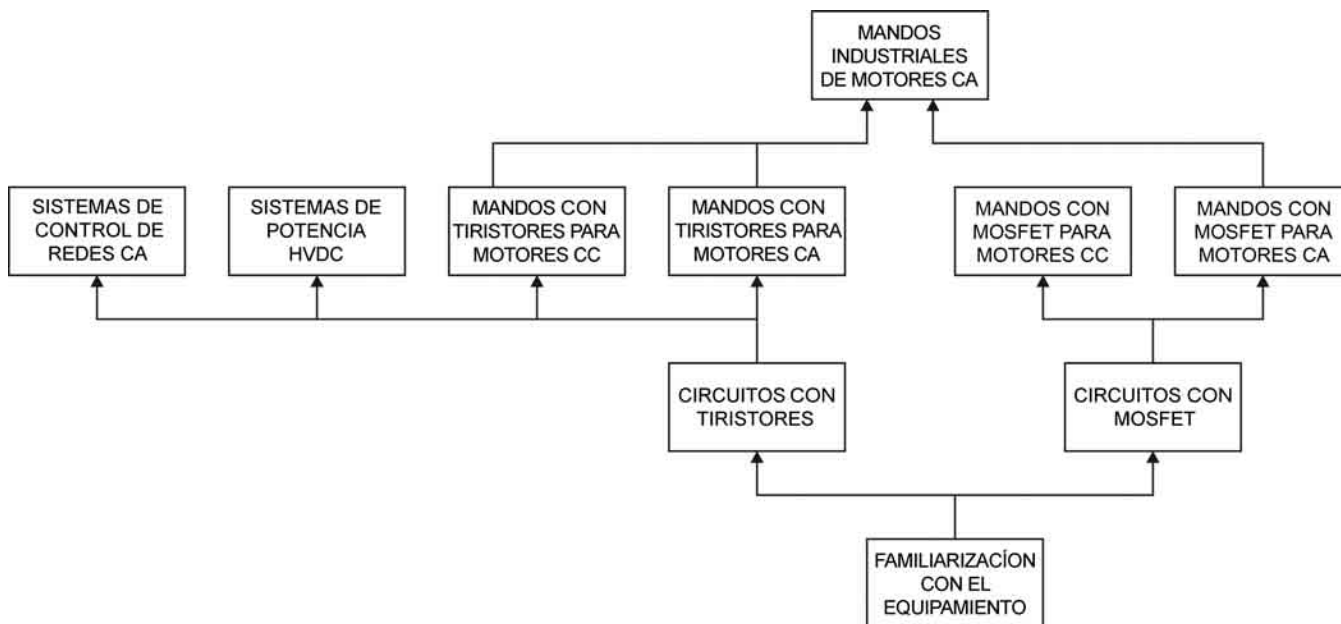 MANDOS
INDUSTRIALES
DE MOTORES CA
SISTEMAS DE
CONTROL DE
REDES CA
SISTEMAS DE
POTENCIA
HVDC
MANDOS CON
TIRISTORES PARA
MOTORES CC
MANDOS CON
TIRISTORES PARA
MOTORES CA
MANDOS CON
MOSFET PARA
MOTORES CC
MANDOS CON
MOSFET PARA
MOTORES CA
CIRCUITOS CON
TIRISTORES
CIRCUITOS CON
MOSFET
FAMILIARIZACÍON
CON EL
EQUIPAMIENTO